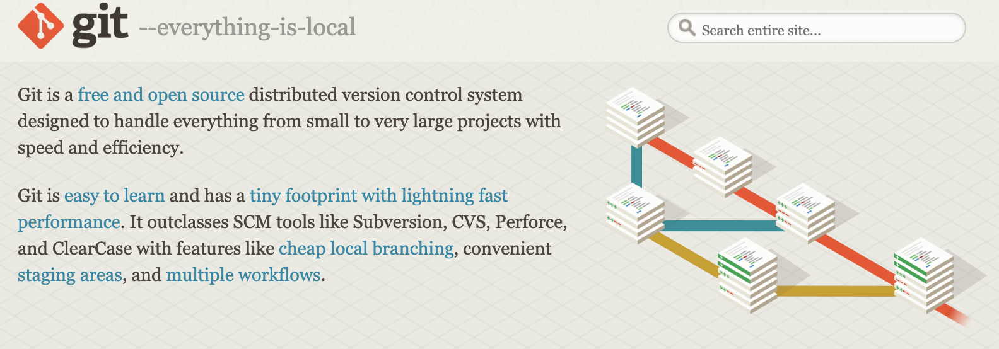 git --everything-is-local
Search entire site...
Git is a free and open source distributed version control system
designed to handle everything from small to very large projects with
speed and efficiency.
Git is easy to learn and has a tiny footprint with lightning fast
performance. It outclasses SCM tools like Subversion, CVS, Perforce,
and ClearCase with features like cheap local branching, convenient
staging areas, and multiple workflows.